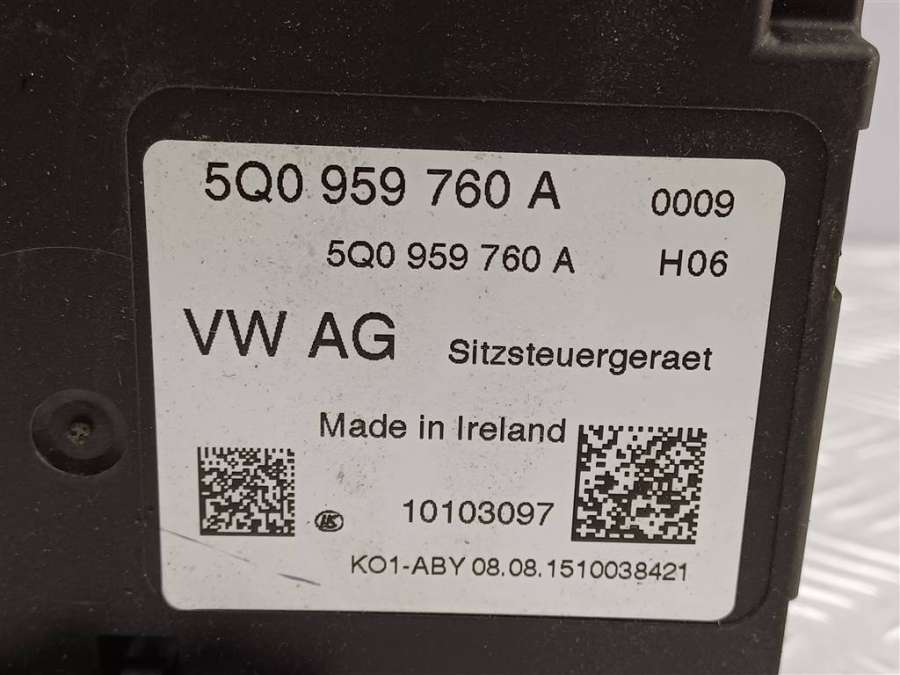 5Q0 959 760 A 0009
5Q0 959 760 A H06
VW AG Sitzsteuergeraet
Made in Ireland
10103097
KO1-ABY 08.08.1510038421